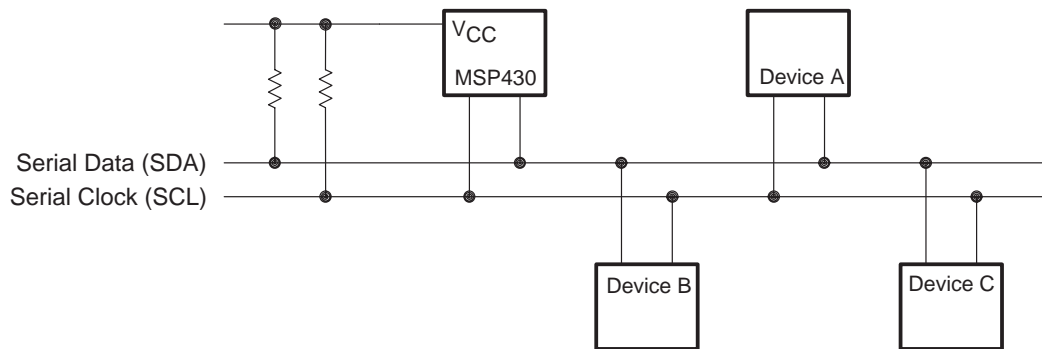 VCC
MSP430
Device A
Serial Data (SDA)
Serial Clock (SCL)
Device B
Device C